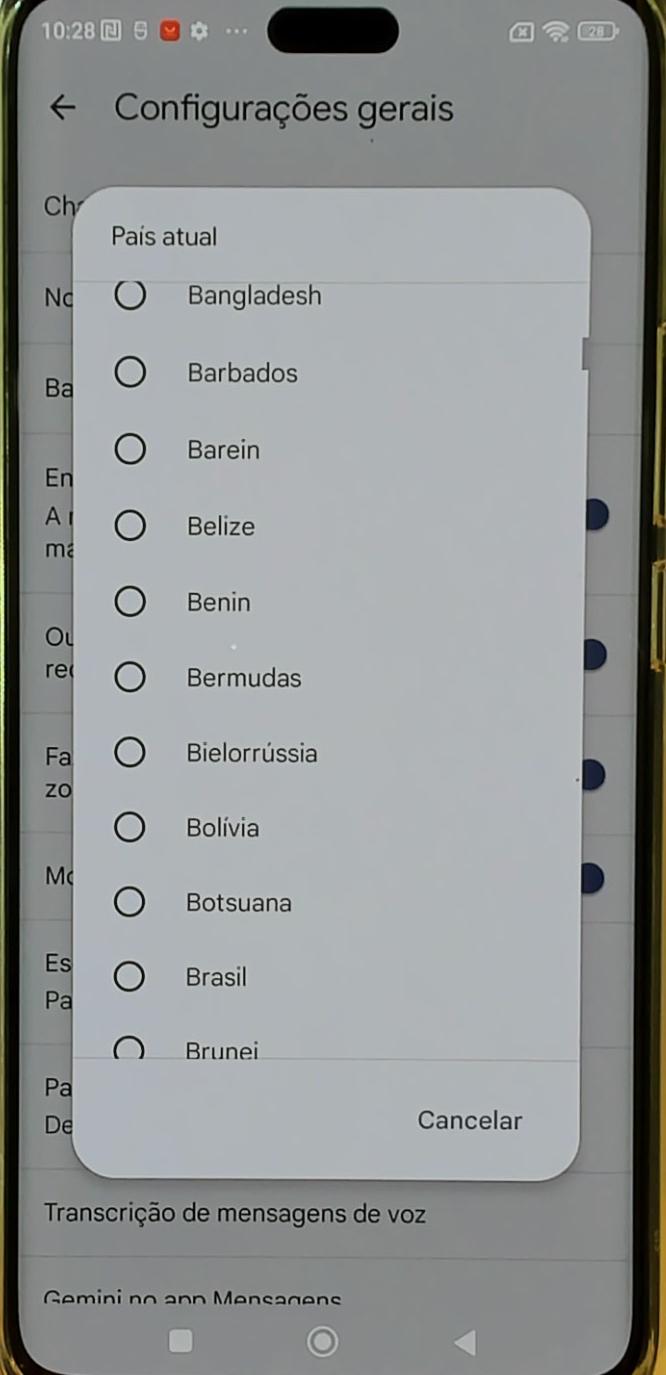 10:28
28
Configurações gerais
Ch
País atual
No
Bangladesh
Barbados
Ba
Barein
En
A
ma
Belize
Benin
Ou
rec
Bermudas
Bielorrússia
Fa
zo
Bolívia
Mo
Botsuana
Es
Pa
Brasil
Brunei
Pa
De
Cancelar
Transcrição de mensagens de voz
Gemini no app Mensagens